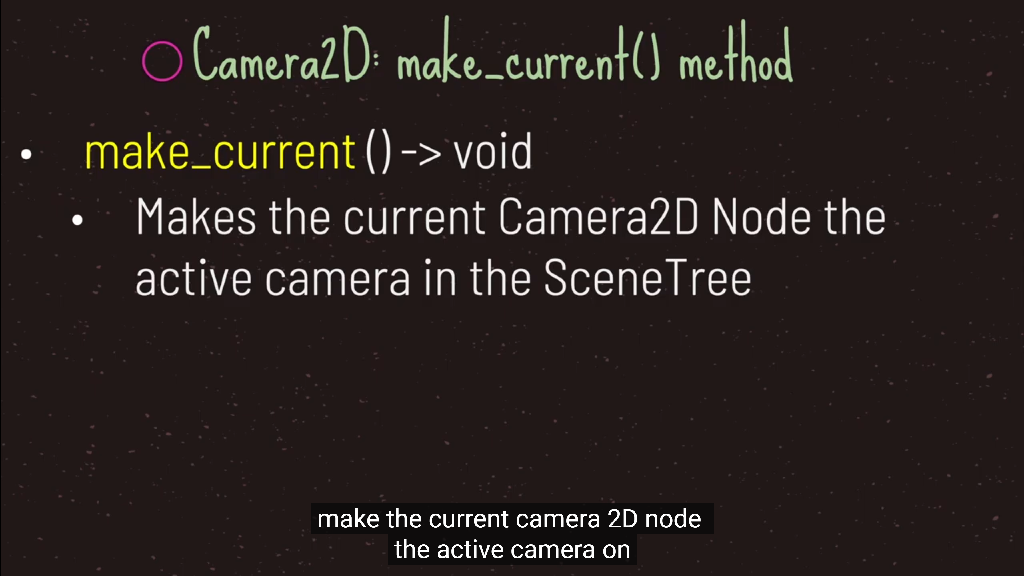 Camera2D: make_current() method
• make_current () -> void
• Makes the current Camera2D Node the
active camera in the SceneTree
make the current camera 2D node
the active camera on